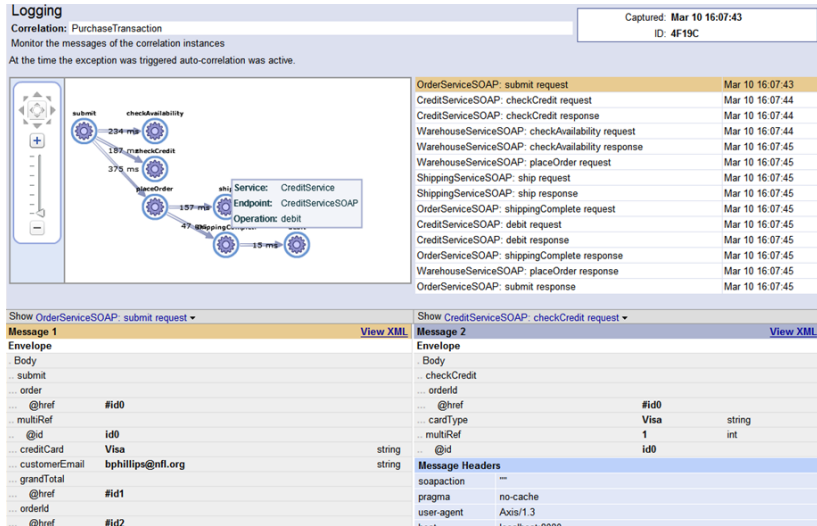 Logging
Correlation: PurchaseTransaction
Monitor the messages of the correlation instances
At the time the exception was triggered auto-correlation was active.
Captured: Mar 10 16:07:43
ID: 4F19C
submit
checkAvailability
234 ms
187 ms
checkCredit
375 ms
placeOrder
157 ms
47
15 ms
Service: CreditService
Endpoint: CreditServiceSOAP
Operation: debit
OrderServiceSOAP: submit request Mar 10 16:07:43
CreditServiceSOAP: checkCredit request Mar 10 16:07:44
CreditServiceSOAP: checkCredit response Mar 10 16:07:44
WarehouseServiceSOAP: checkAvailability request Mar 10 16:07:44
WarehouseServiceSOAP: checkAvailability response Mar 10 16:07:45
WarehouseServiceSOAP: placeOrder request Mar 10 16:07:45
ShippingServiceSOAP: ship request Mar 10 16:07:45
ShippingServiceSOAP: ship response Mar 10 16:07:45
OrderServiceSOAP: shippingComplete request Mar 10 16:07:45
CreditServiceSOAP: debit request Mar 10 16:07:45
CreditServiceSOAP: debit response Mar 10 16:07:45
OrderServiceSOAP: shippingComplete response Mar 10 16:07:45
WarehouseServiceSOAP: placeOrder response Mar 10 16:07:45
OrderServiceSOAP: submit response Mar 10 16:07:45
Show OrderServiceSOAP: submit request
Message 1 View XML
Envelope
. Body
.. submit
... order
... @href #id0
.. multiRef
.. @id id0
... creditCard Visa string
... customerEmail bphillips@nfl.org string
... grandTotal
... @href #id1
... orderId
... @href #id2
Show CreditServiceSOAP: checkCredit request
Message 2 View XML
Envelope
. Body
.. checkCredit
... orderId
... @href #id0
... cardType Visa string
.. multiRef 1 int
.. @id id0
Message Headers
soapaction ""
pragma no-cache
user-agent Axis/1.3